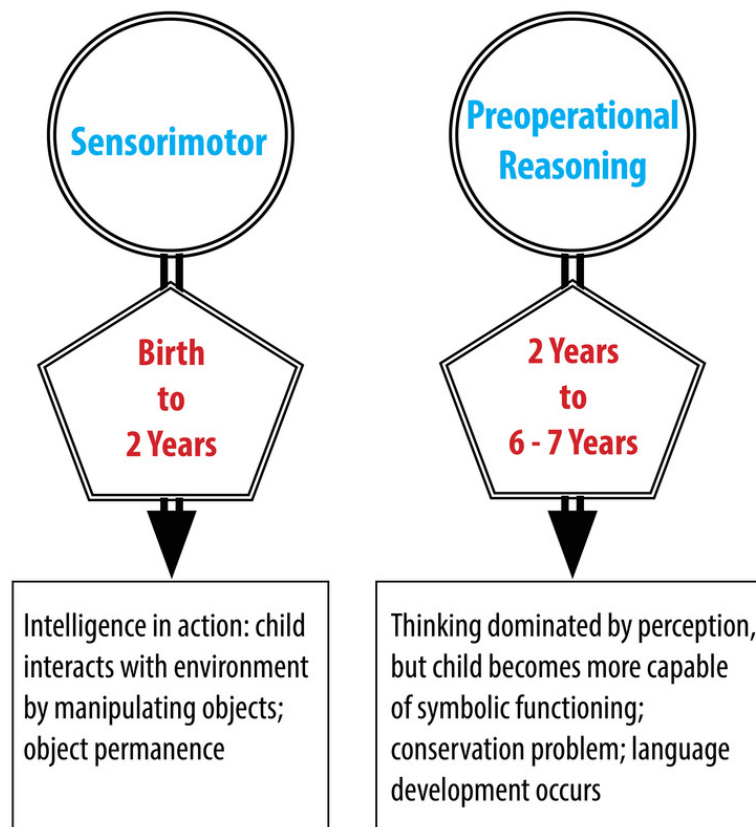 Sensorimotor
Birth
to
2 Years
Intelligence in action: child
interacts with environment
by manipulating objects;
object permanence
Preoperational
Reasoning
2 Years
to
6 - 7 Years
Thinking dominated by perception,
but child becomes more capable
of symbolic functioning;
conservation problem; language
development occurs